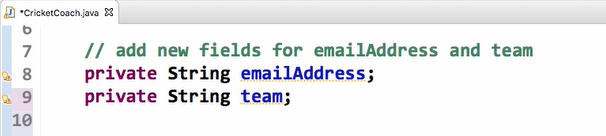 *CricketCoach.java
6
7 // add new fields for emailAddress and team
8 private String emailAddress;
9 private String team;
10